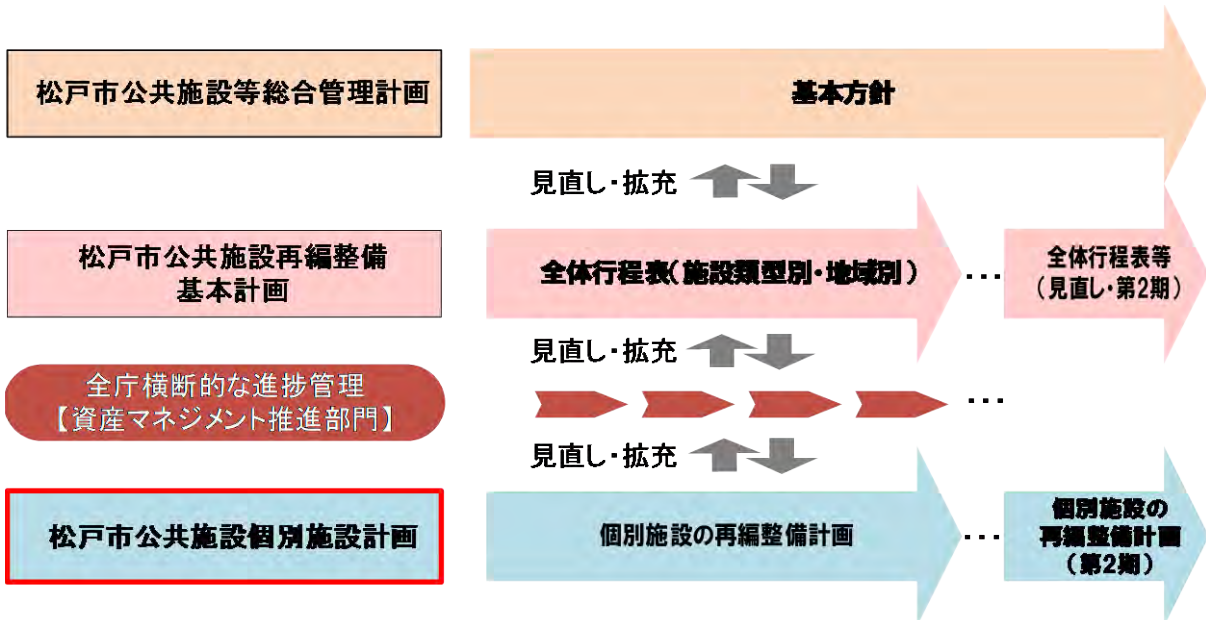 松戸市公共施設等総合管理計画
基本方針
見直し・拡充
松戸市公共施設再編整備
基本計画
全体行程表(施設類型別・地域別)
…
全体行程表等
(見直し・第2期)
見直し・拡充
全庁横断的な進捗管理
【資産マネジメント推進部門】
…
見直し・拡充
松戸市公共施設個別施設計画
個別施設の再編整備計画
…
個別施設の
再編整備計画
(第2期)